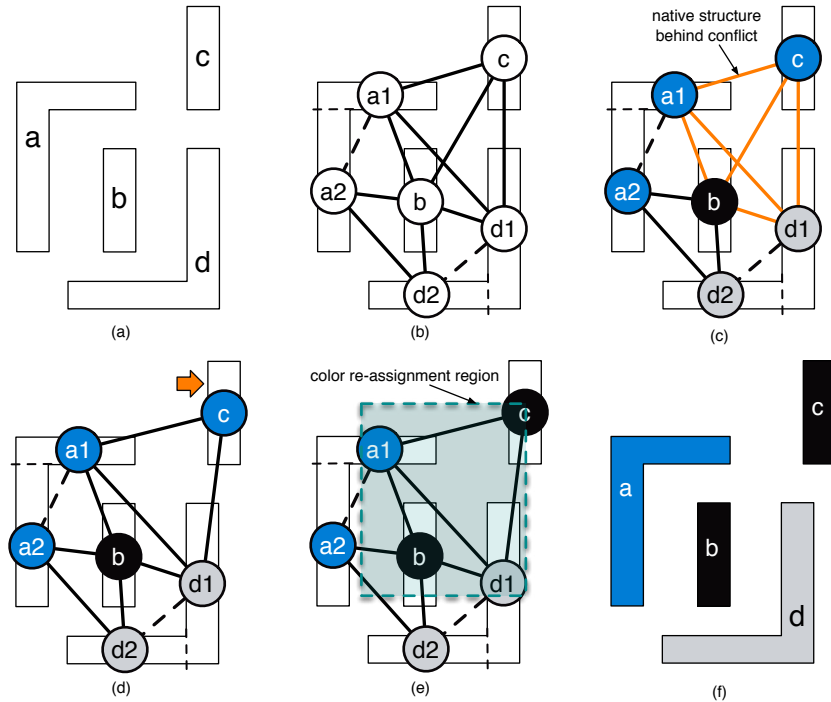 c
a
b
d
(a)
c
a1
a2
b
d1
d2
(b)
native structure
behind conflict
c
a1
a2
b
d1
d2
(c)
c
a1
a2
b
d1
d2
(d)
color re-assignment region
c
a1
a2
b
d1
d2
(e)
c
a
b
d
(f)